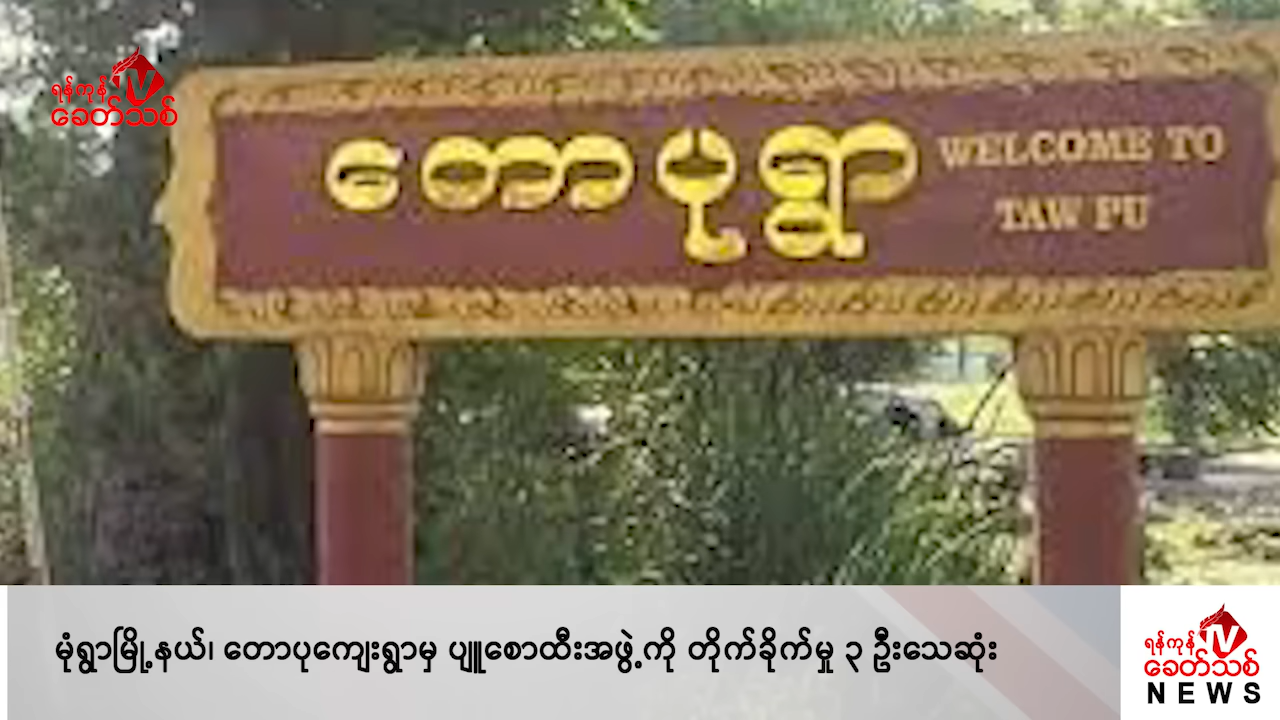 ရန်ကုန် TV
ခေတ်သစ်
တောပုရွာ
WELCOME TO
TAW PU
မုံရွာမြို့နယ်၊ တောပုကျေးရွာမှ ပျူစောထီးအဖွဲ့ကို တိုက်ခိုက်မှု ၃ ဦးသေဆုံး
ရန်ကုန် TV
ခေတ်သစ်
NEWS